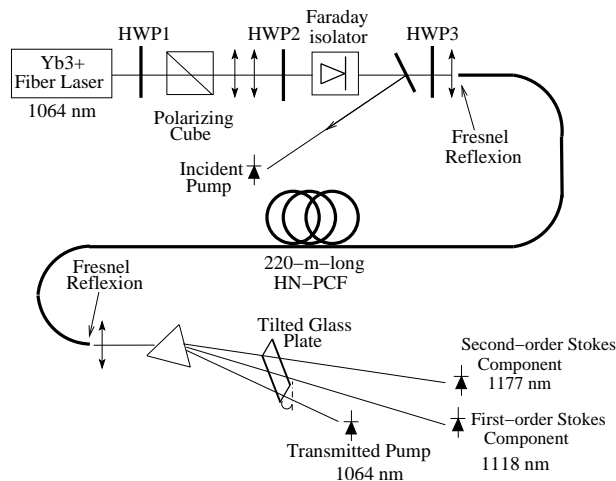 HWP1
HWP2
Faraday
isolator
HWP3
Yb3+
Fiber Laser
1064 nm
Polarizing
Cube
Fresnel
Reflexion
Incident
Pump
220−m−long
HN−PCF
Fresnel
Reflexion
Tilted Glass
Plate
Second−order Stokes
Component
1177 nm
First−order Stokes
Component
1118 nm
Transmitted Pump
1064 nm